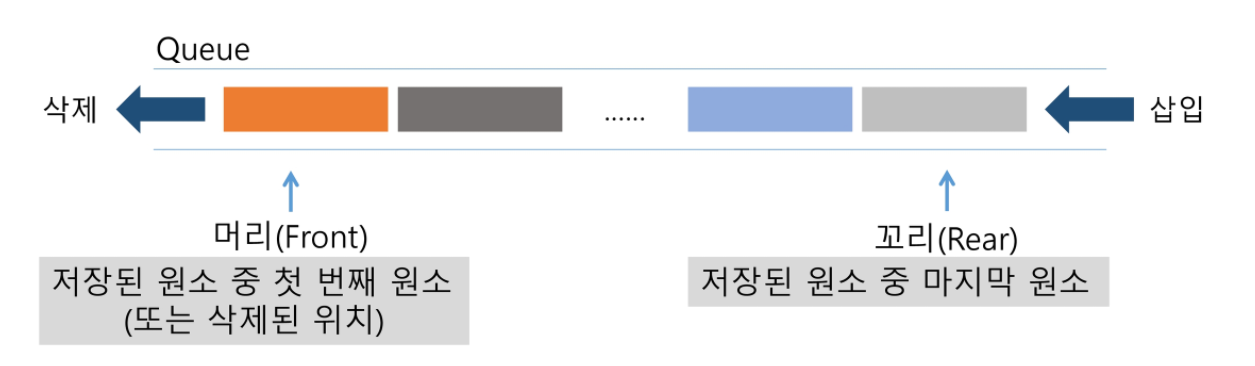 Queue
삭제
......
삽입
머리(Front)
저장된 원소 중 첫 번째 원소
(또는 삭제된 위치)
꼬리(Rear)
저장된 원소 중 마지막 원소